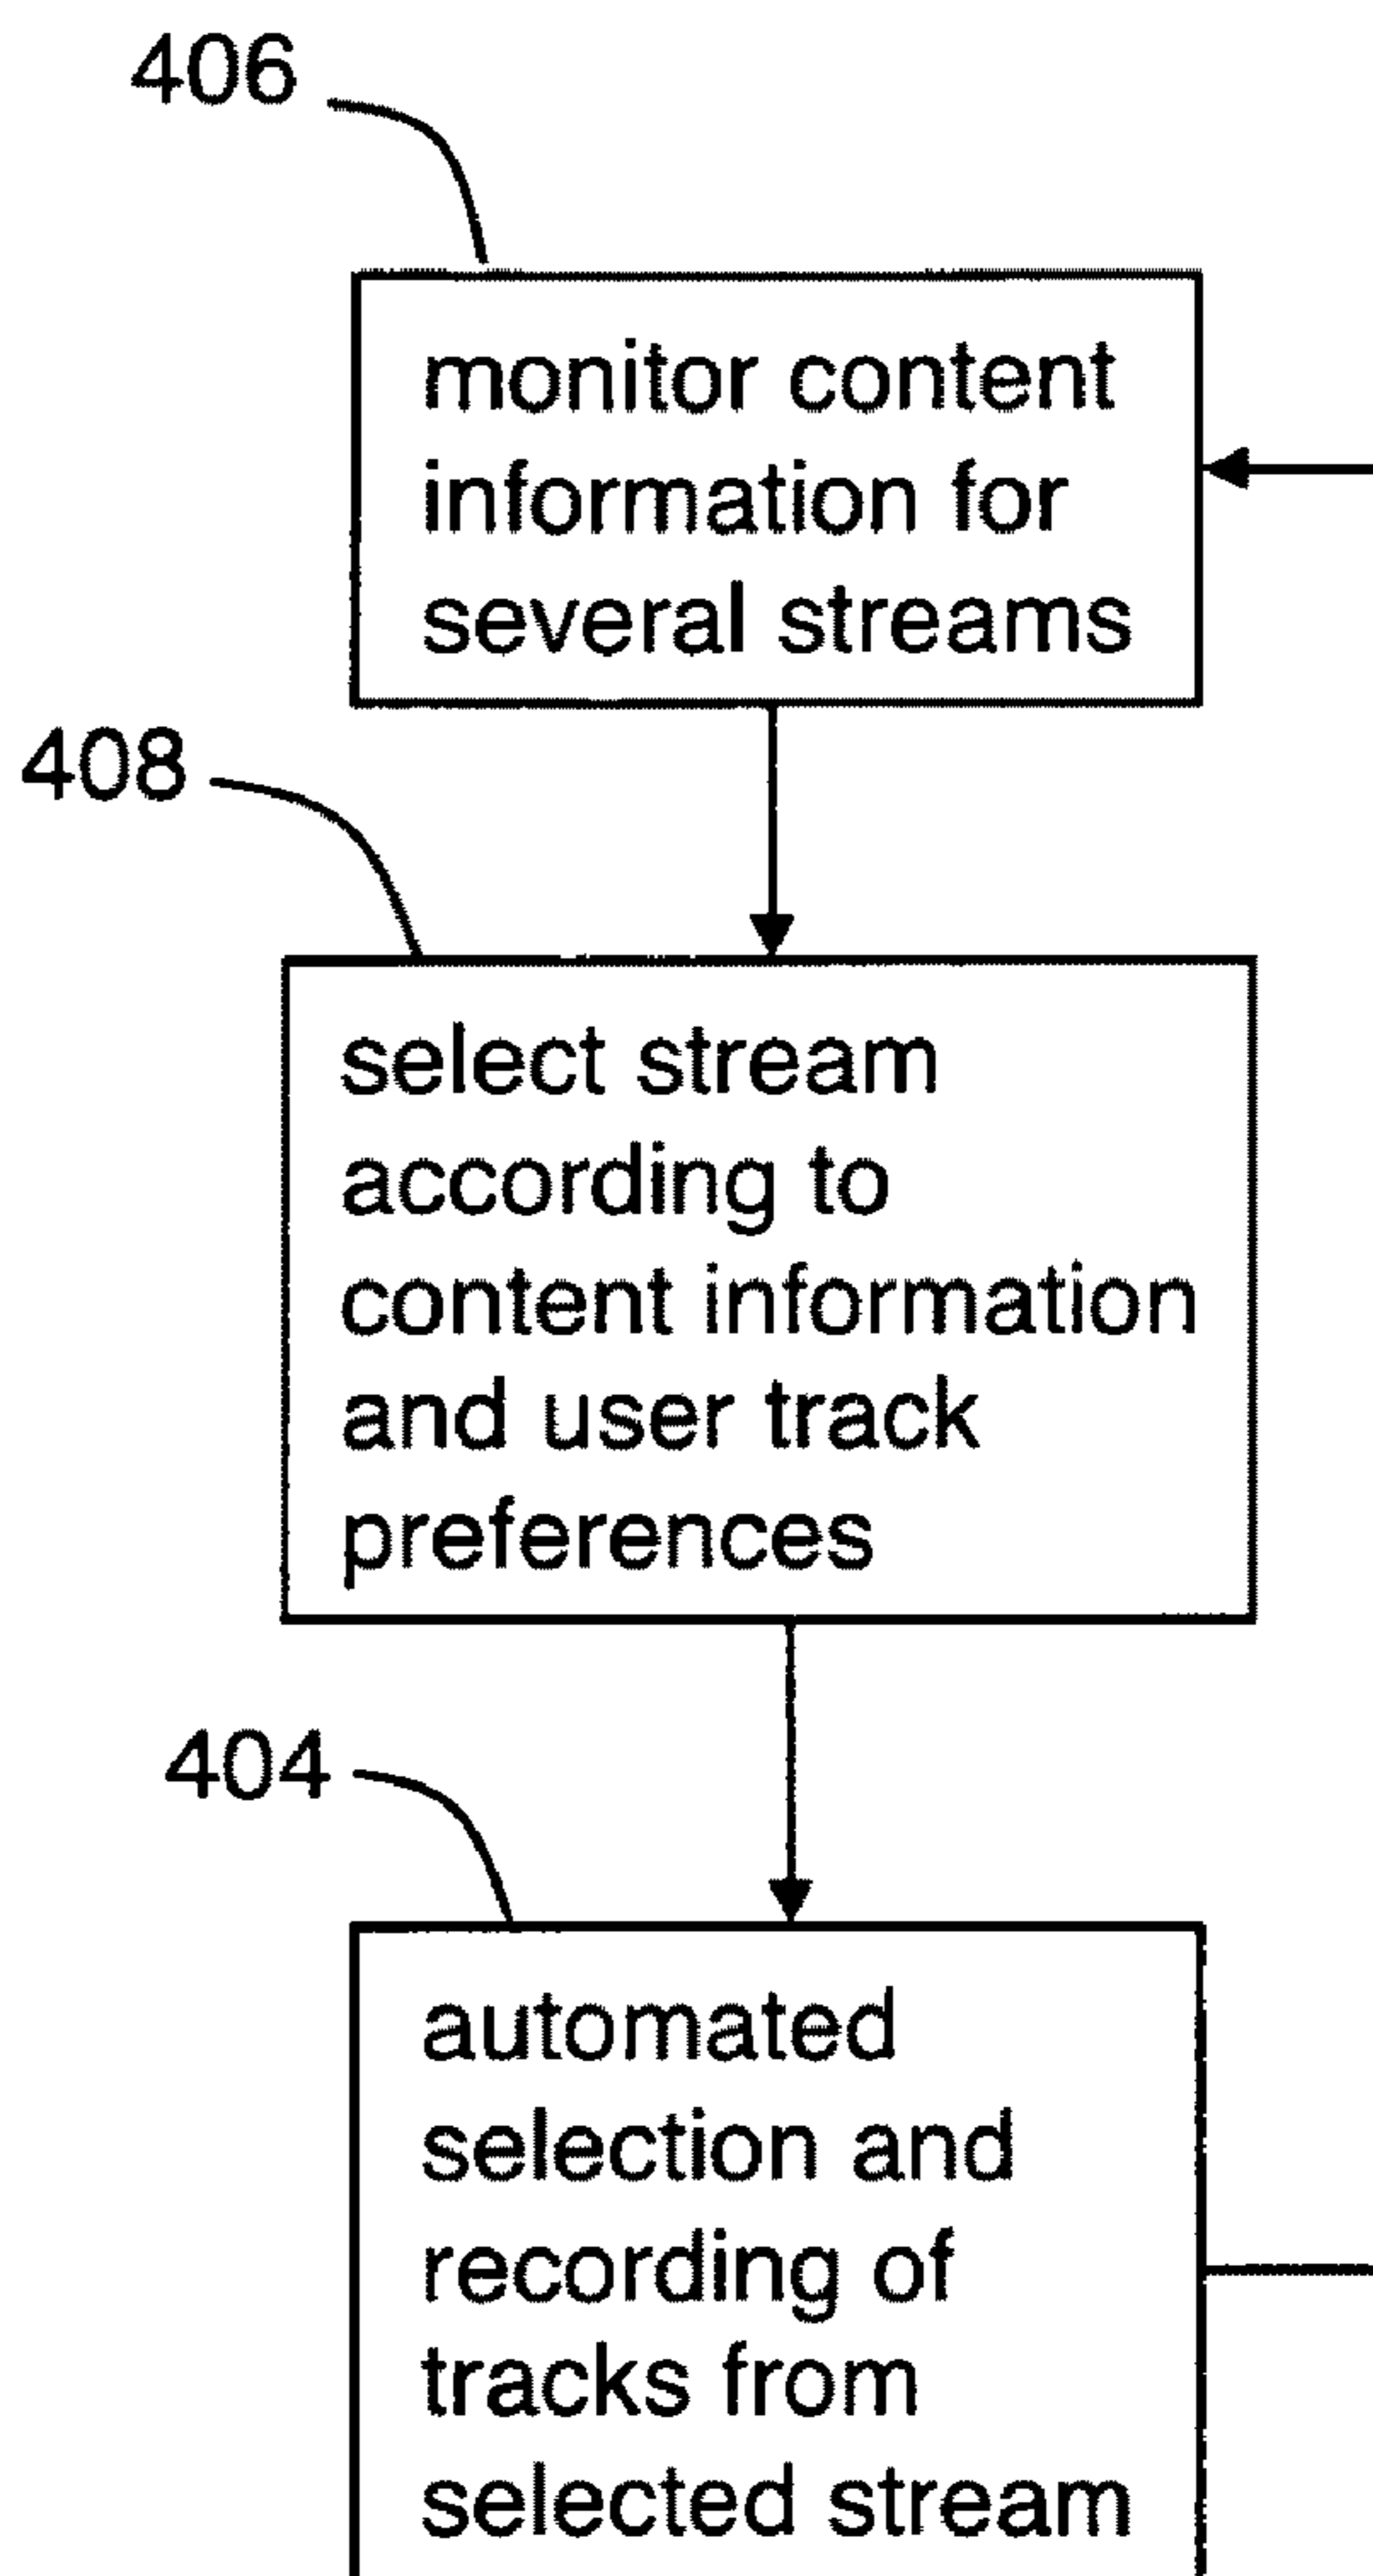 406
monitor content
information for
several streams
408
select stream
according to
content information
and user track
preferences
404
automated
selection and
recording of
tracks from
selected stream